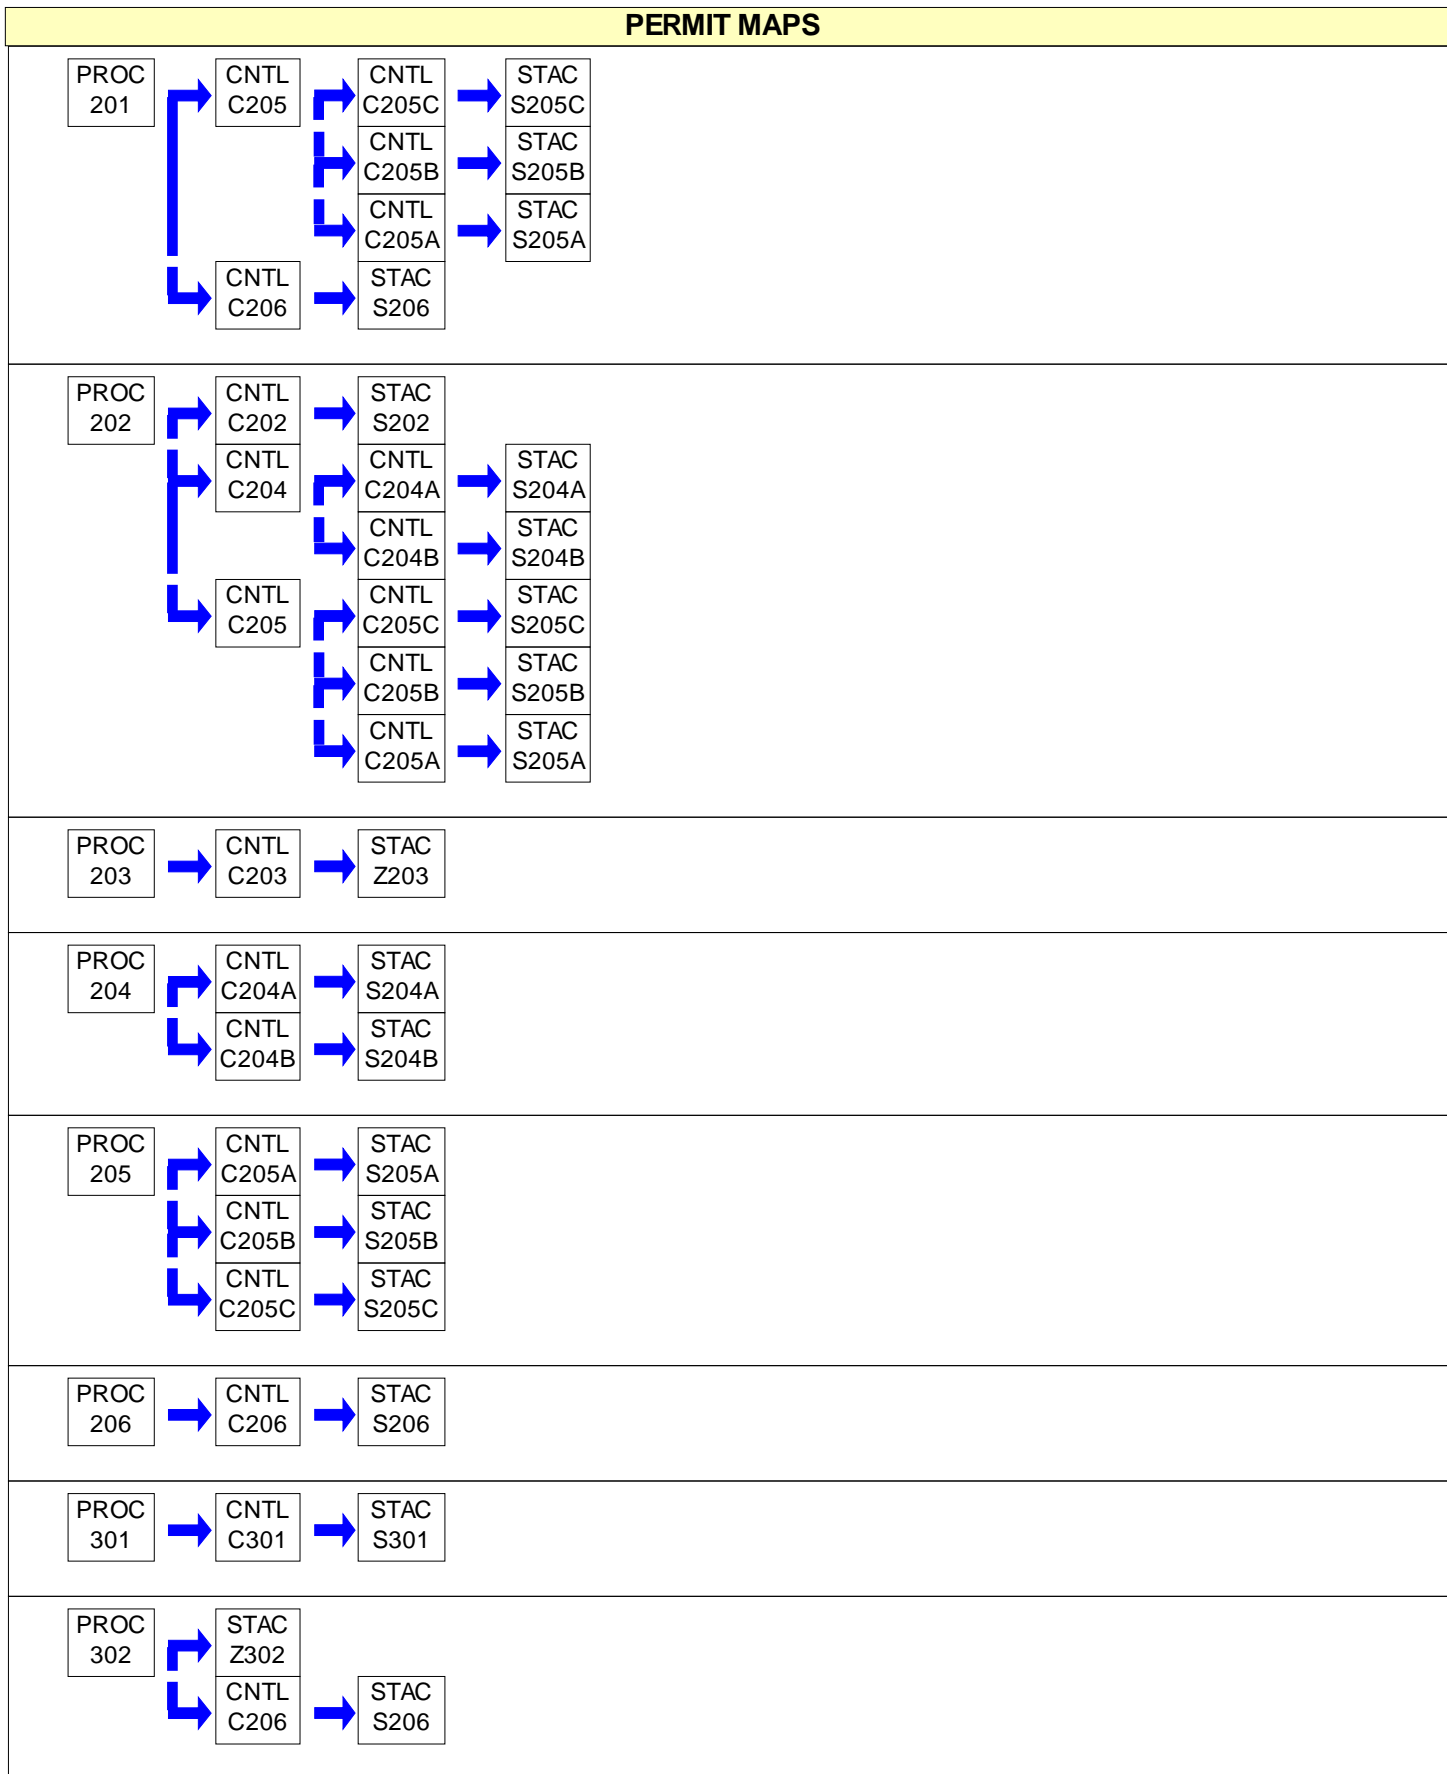 PERMIT MAPS
PROC CNTL CNTL STAC
201 C205 C205C S205C
CNTL STAC
C205B S205B
CNTL STAC
C205A S205A
CNTL STAC
C206 S206
PROC CNTL STAC
202 C202 S202
CNTL CNTL STAC
C204 C204A S204A
CNTL STAC
C204B S204B
CNTL CNTL STAC
C205 C205C S205C
CNTL STAC
C205B S205B
CNTL STAC
C205A S205A
PROC CNTL STAC
203 C203 Z203
PROC CNTL STAC
204 C204A S204A
CNTL STAC
C204B S204B
PROC CNTL STAC
205 C205A S205A
CNTL STAC
C205B S205B
CNTL STAC
C205C S205C
PROC CNTL STAC
206 C206 S206
PROC CNTL STAC
301 C301 S301
PROC STAC
302 Z302
CNTL STAC
C206 S206